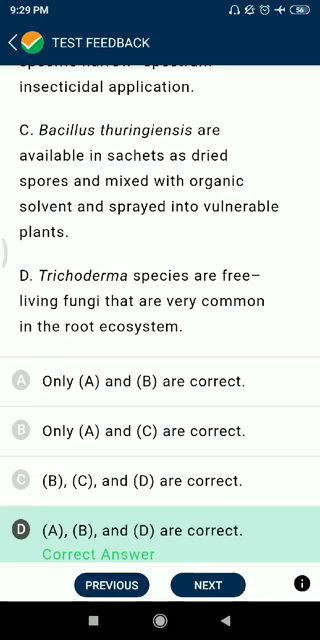 9:29 PM
56
TEST FEEDBACK
insecticidal application.
C. Bacillus thuringiensis are
available in sachets as dried
spores and mixed with organic
solvent and sprayed into vulnerable
plants.
D. Trichoderma species are free–
living fungi that are very common
in the root ecosystem.
A Only (A) and (B) are correct.
B Only (A) and (C) are correct.
C (B), (C), and (D) are correct.
D (A), (B), and (D) are correct.
Correct Answer
PREVIOUS NEXT